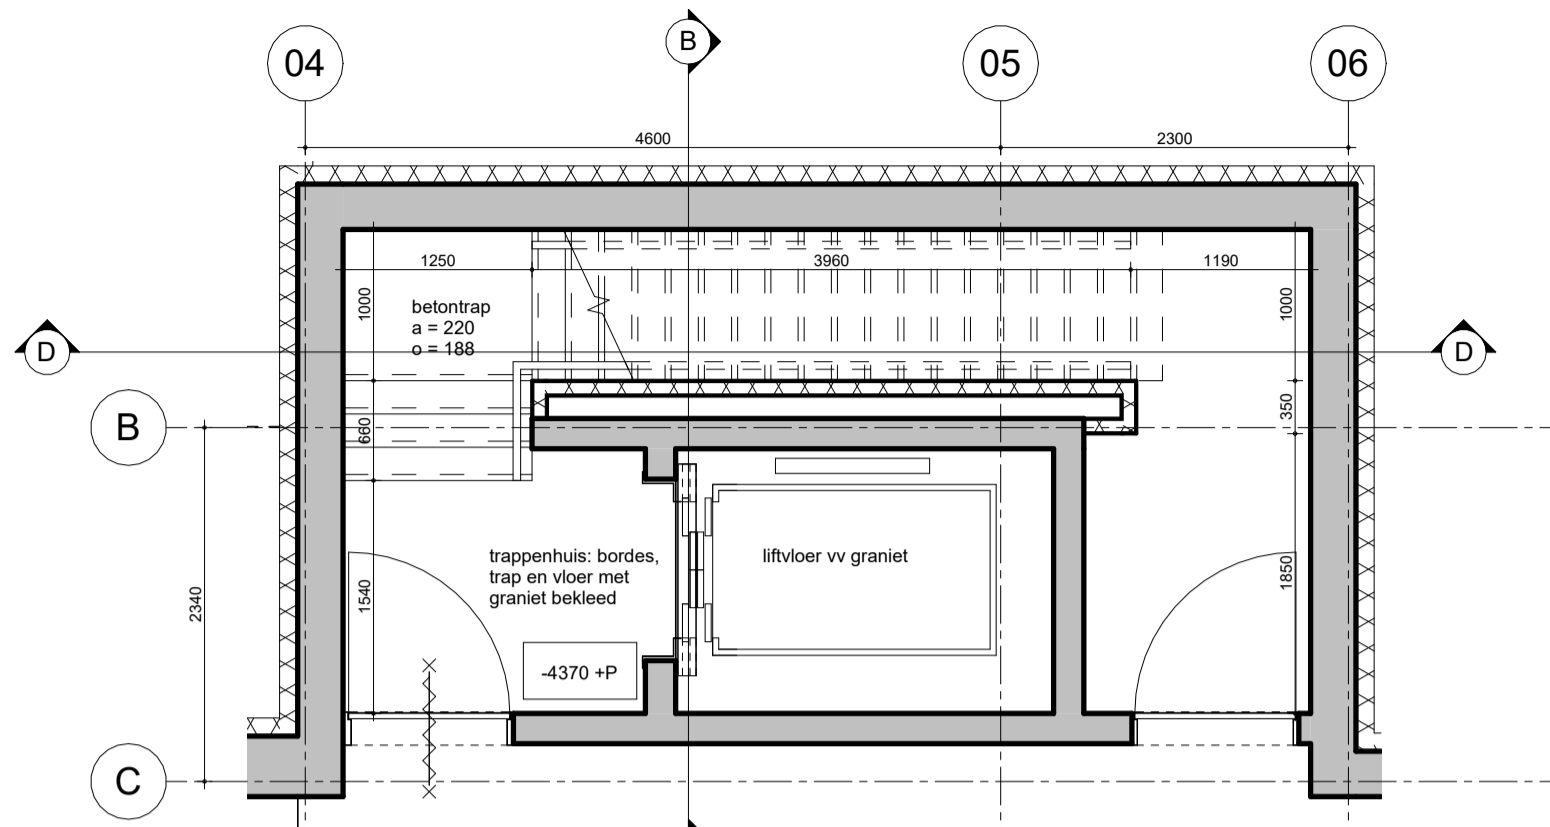 B
04
05
06
4600
2300
1250
3960
1190
1000
betontrap
a = 220
o = 188
1000
D
D
B
350
660
trappenhuis: bordes,
trap en vloer met
graniet bekleed
liftvloer vv graniet
1850
1540
2340
-4370 +P
C